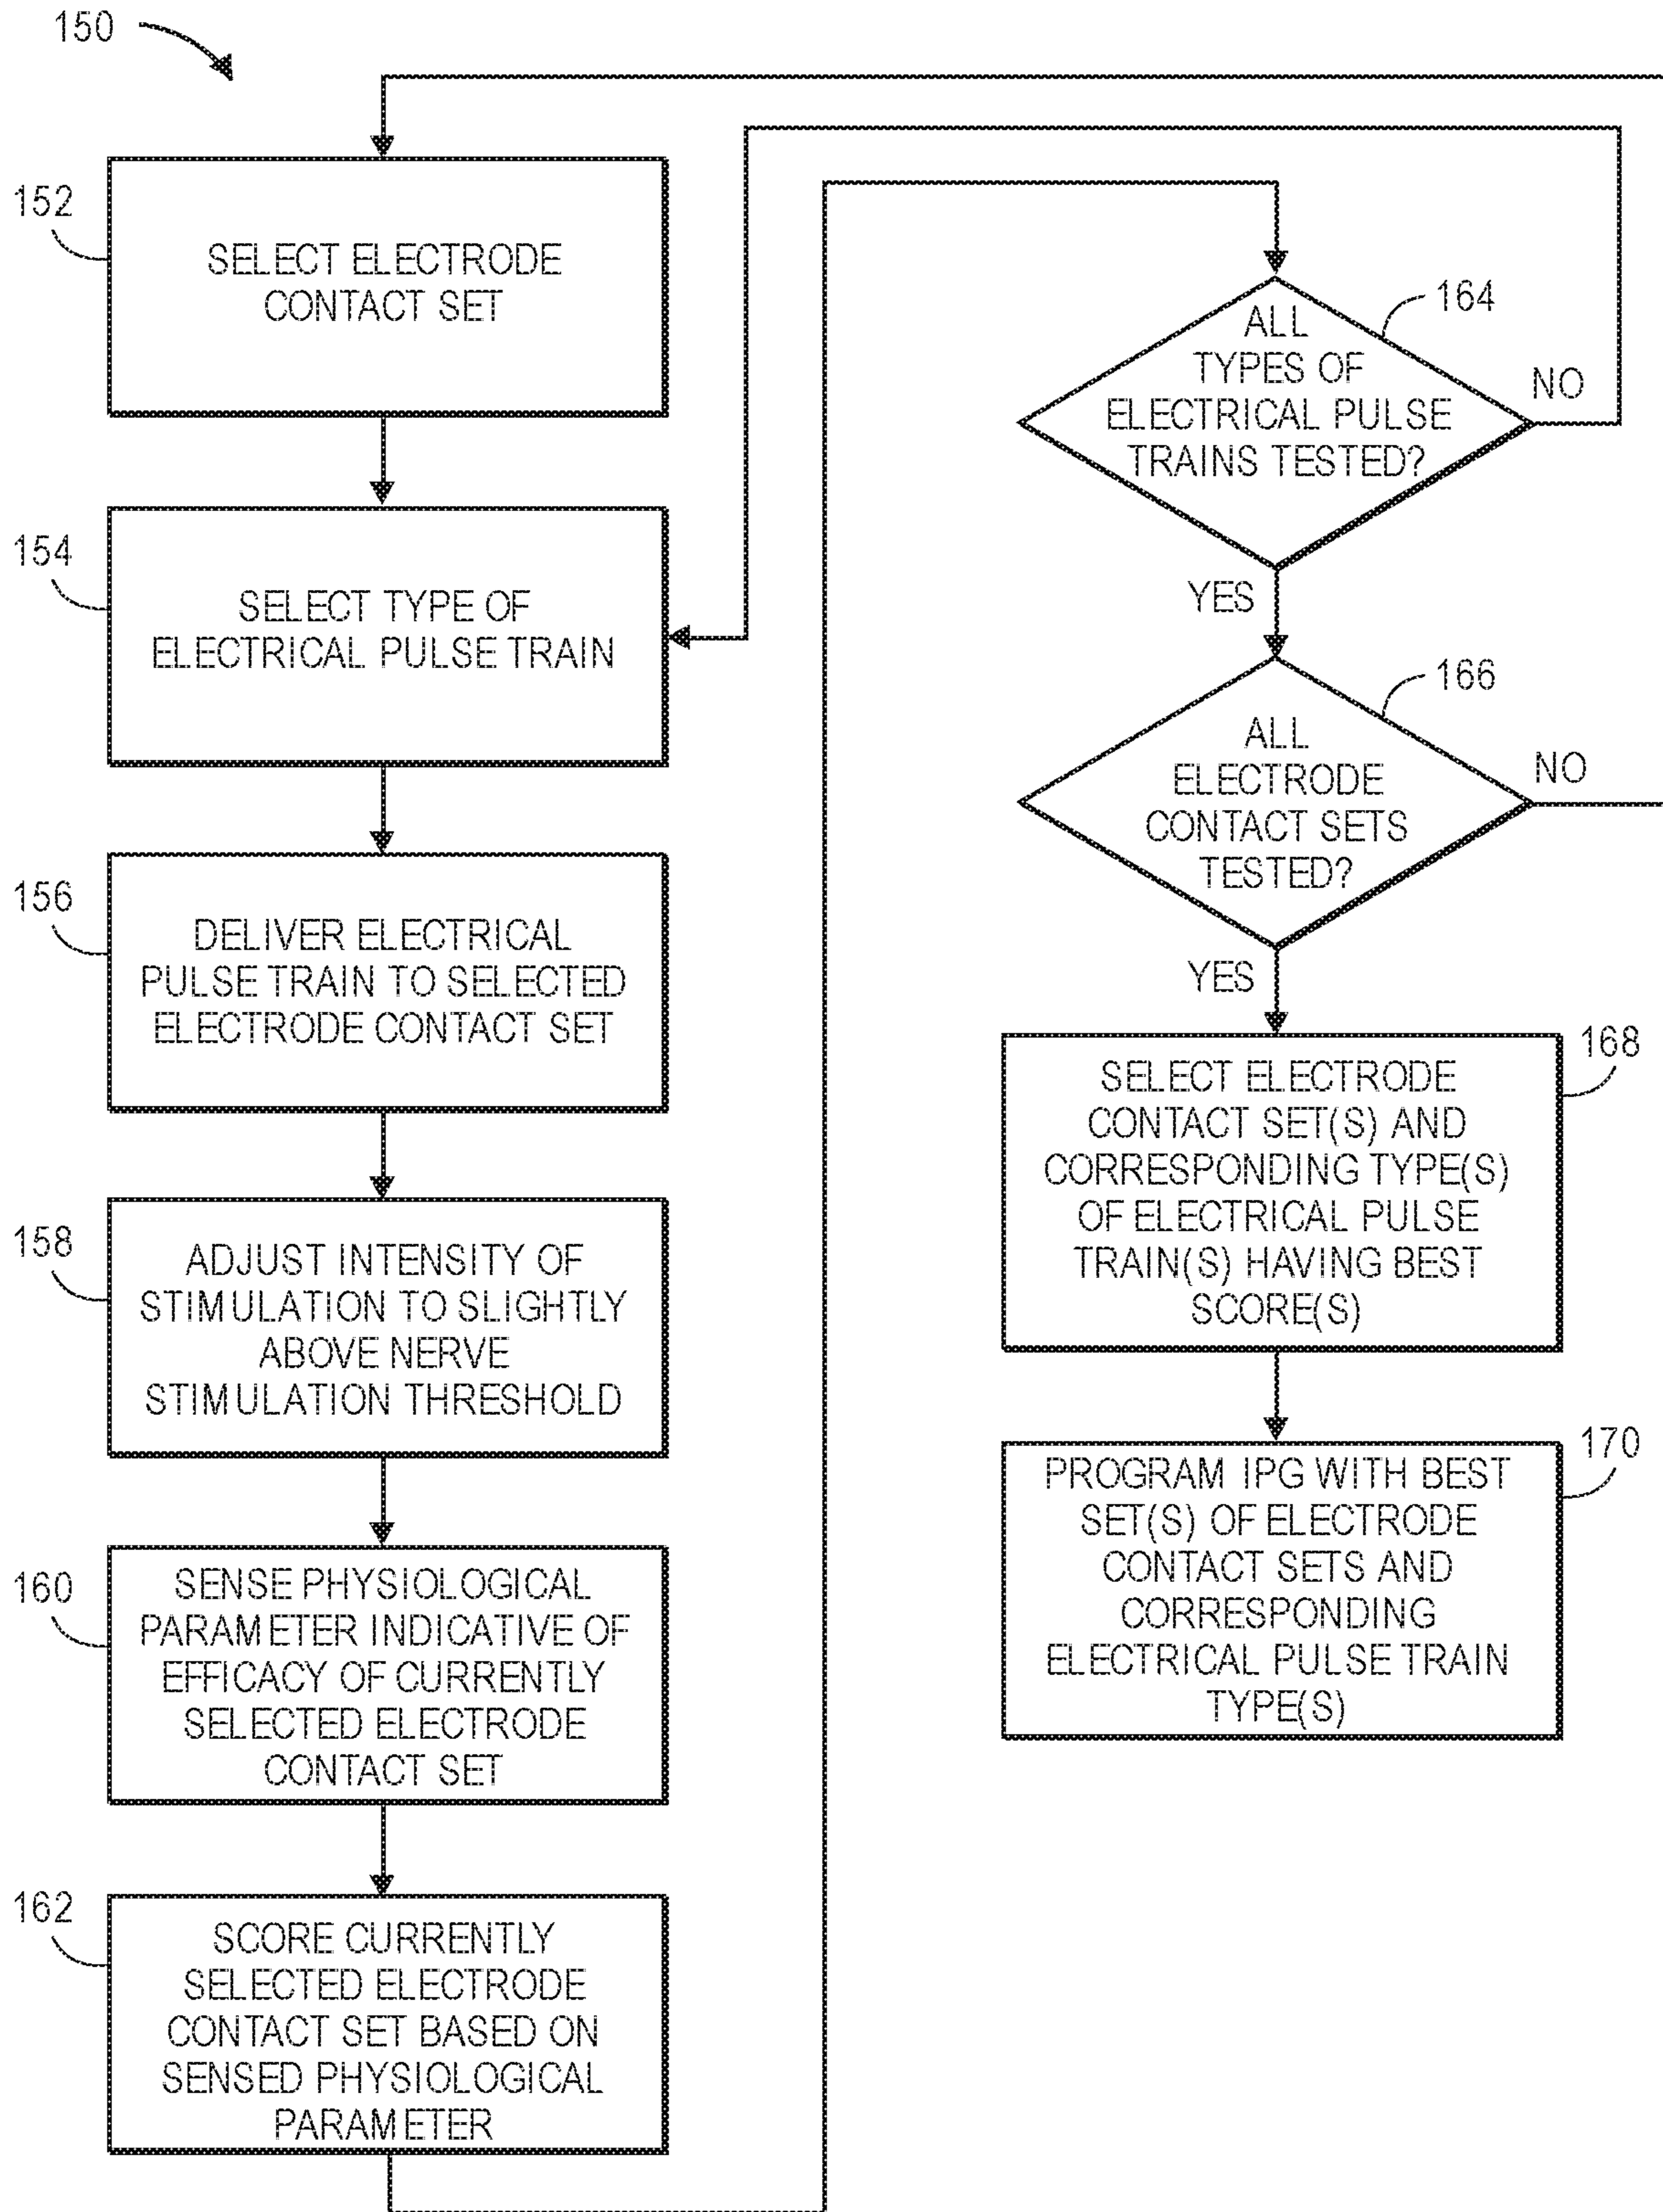 150
152
SELECT ELECTRODE
CONTACT SET
154
SELECT TYPE OF
ELECTRICAL PULSE TRAIN
156
DELIVER ELECTRICAL
PULSE TRAIN TO SELECTED
ELECTRODE CONTACT SET
158
ADJUST INTENSITY OF
STIMULATION TO SLIGHTLY
ABOVE NERVE
STIMULATION THRESHOLD
160
SENSE PHYSIOLOGICAL
PARAMETER INDICATIVE OF
EFFICACY OF CURRENTLY
SELECTED ELECTRODE
CONTACT SET
162
SCORE CURRENTLY
SELECTED ELECTRODE
CONTACT SET BASED ON
SENSED PHYSIOLOGICAL
PARAMETER
164
ALL
TYPES OF
ELECTRICAL PULSE
TRAINS TESTED?
NO
YES
166
ALL
ELECTRODE
CONTACT SETS
TESTED?
NO
YES
168
SELECT ELECTRODE
CONTACT SET(S) AND
CORRESPONDING TYPE(S)
OF ELECTRICAL PULSE
TRAIN(S) HAVING BEST
SCORE(S)
170
PROGRAM IPG WITH BEST
SET(S) OF ELECTRODE
CONTACT SETS AND
CORRESPONDING
ELECTRICAL PULSE TRAIN
TYPE(S)